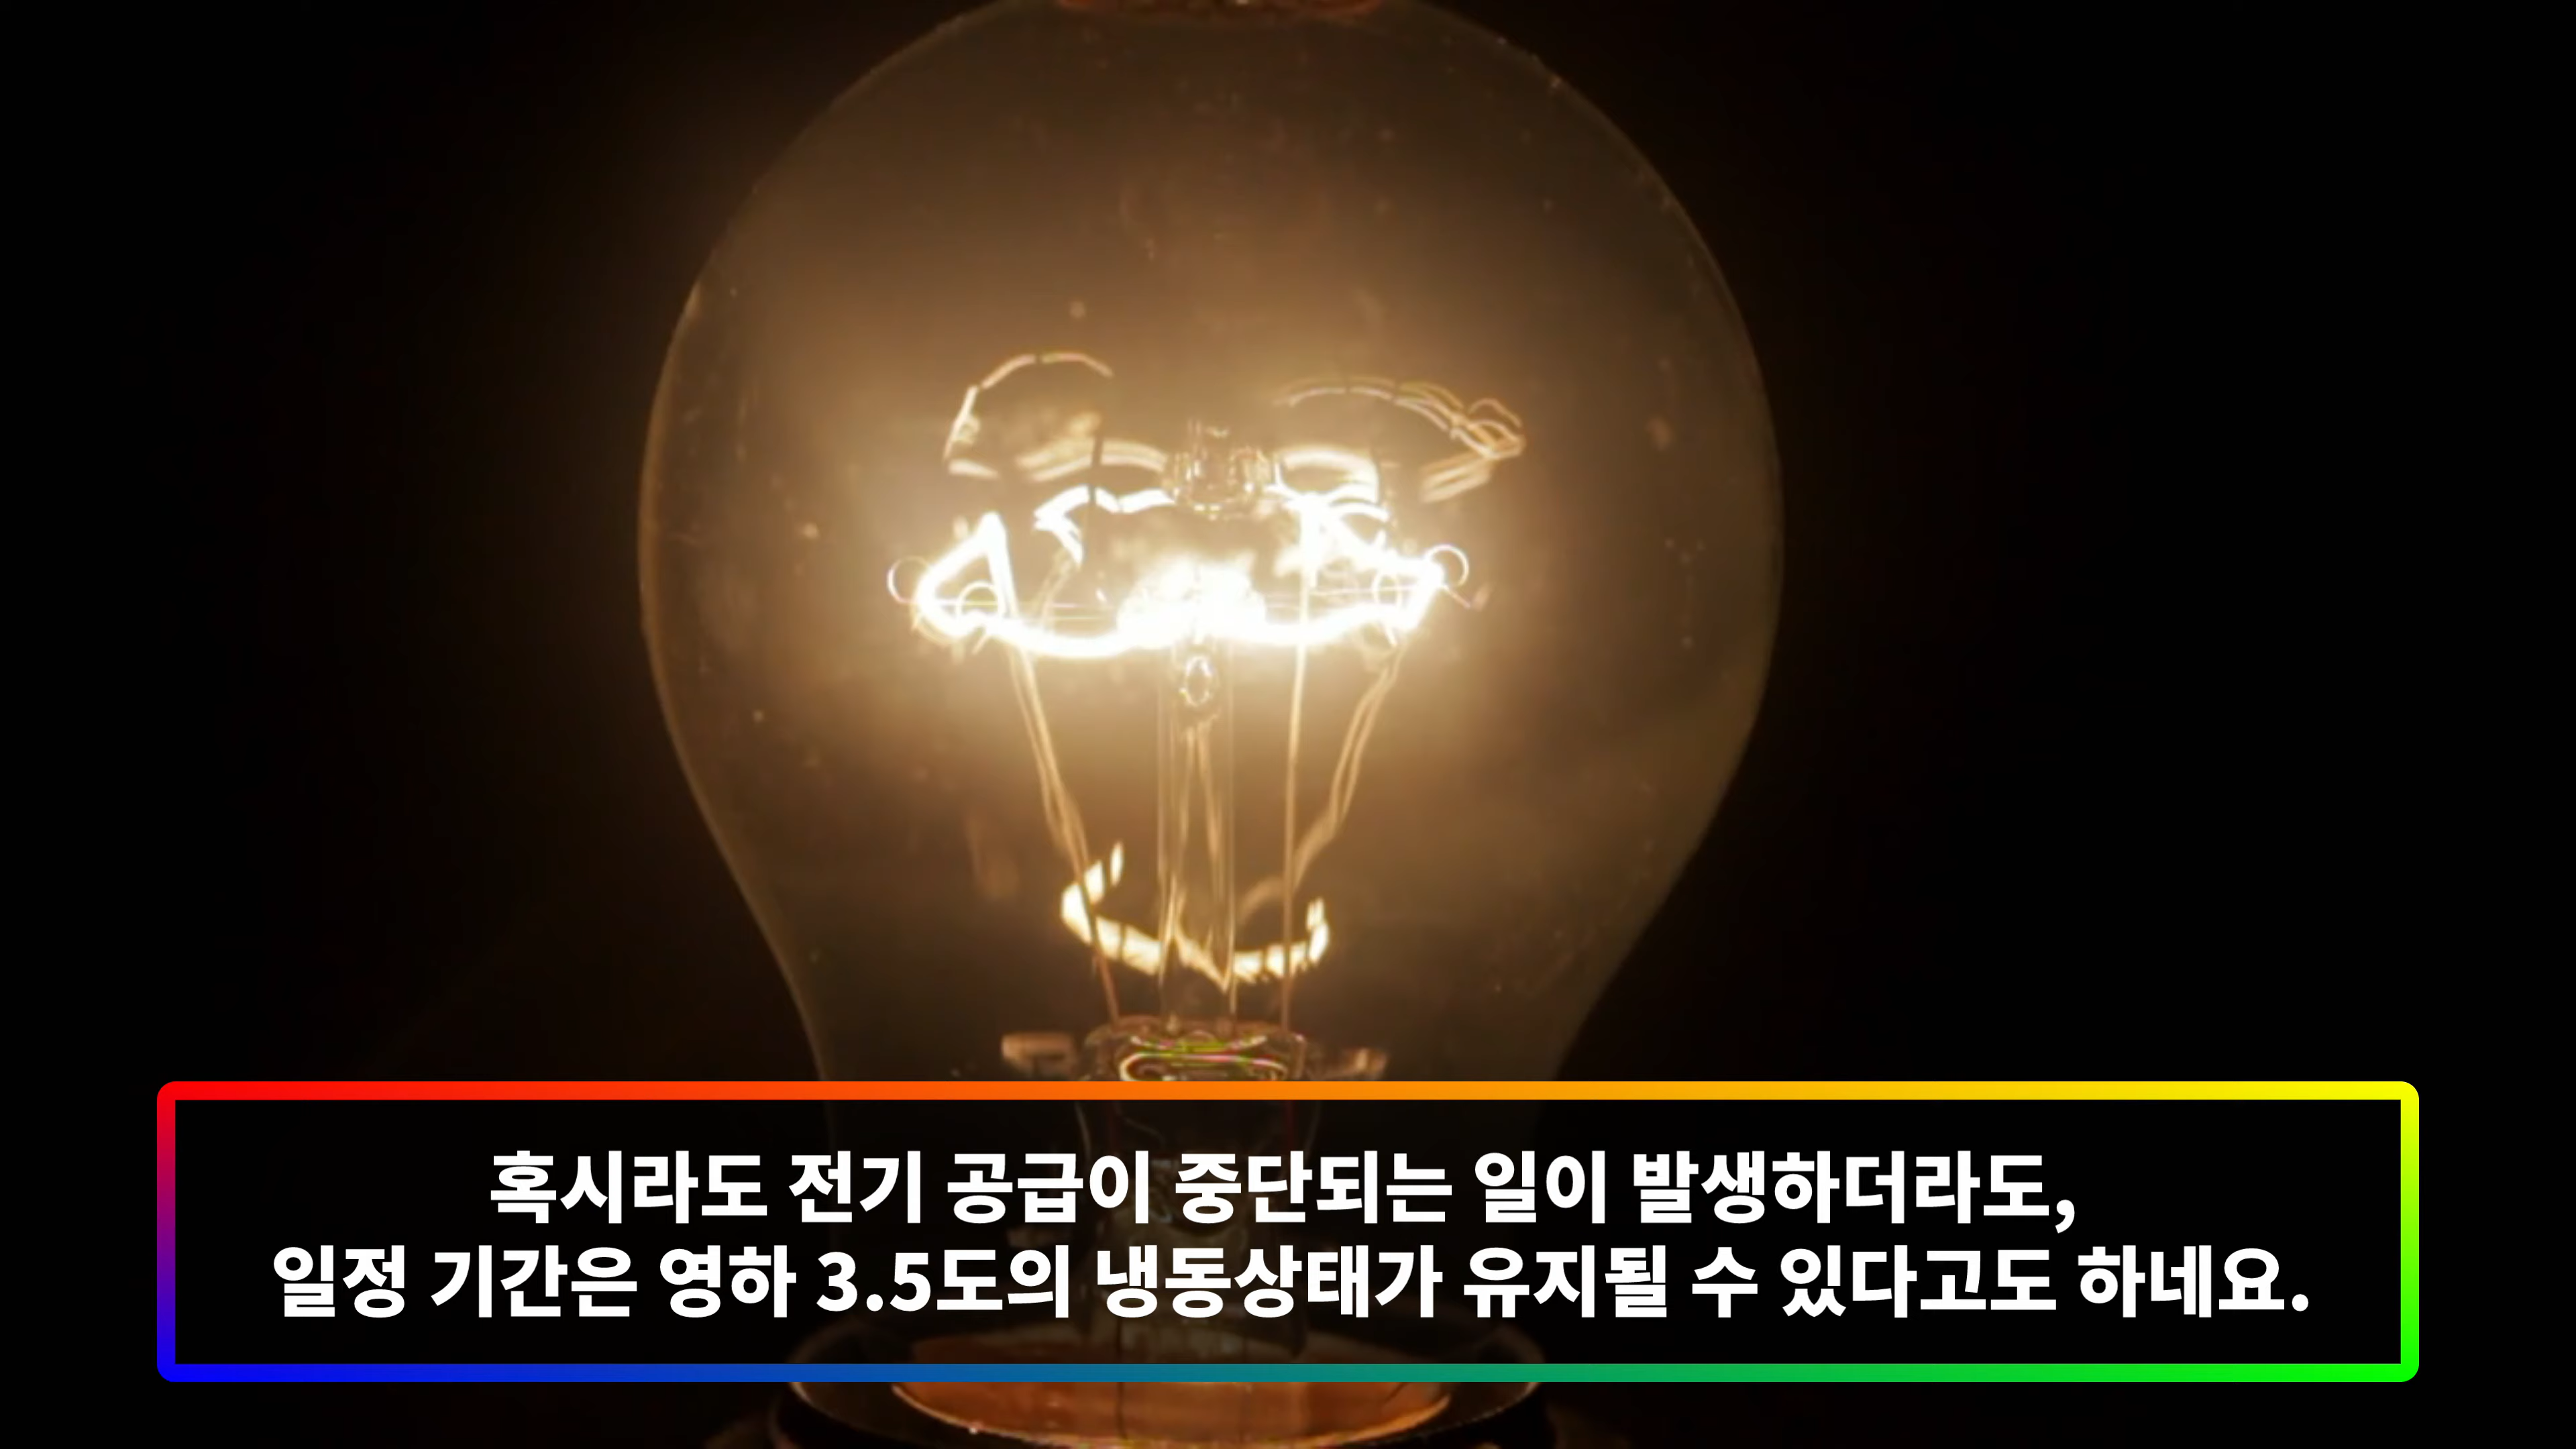 혹시라도 전기 공급이 중단되는 일이 발생하더라도,
일정 기간은 영하 3.5도의 냉동상태가 유지될 수 있다고도 하네요.